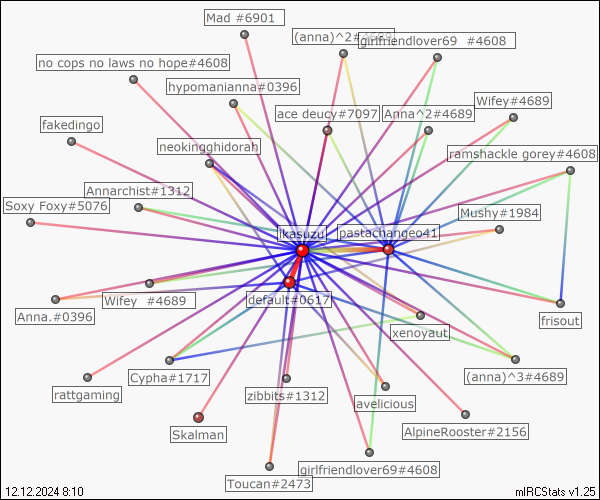 Mad #6901
(anna)^2#4689
girlfriendlover69 #4608
no cops no laws no hope#4608
hypomanianna#0396
ace deucy#7097
Anna^2#4689
Wifey#4689
fakedingo
neokingghidorah
ramshackle gorey#4608
Annarchist#1312
Soxy Foxy#5076
Mushy#1984
ikasuzu
pastachangeo41
default#0617
Wifey #4689
Anna.#0396
frisout
xenoyaut
Cypha#1717
(anna)^3#4689
rattgaming
zibbits#1312
lavelicious
Skalman
AlpineRooster#2156
Toucan#2473
girlfriendlover69#4608
12.12.2024 8:10
mIRCStats v1.25